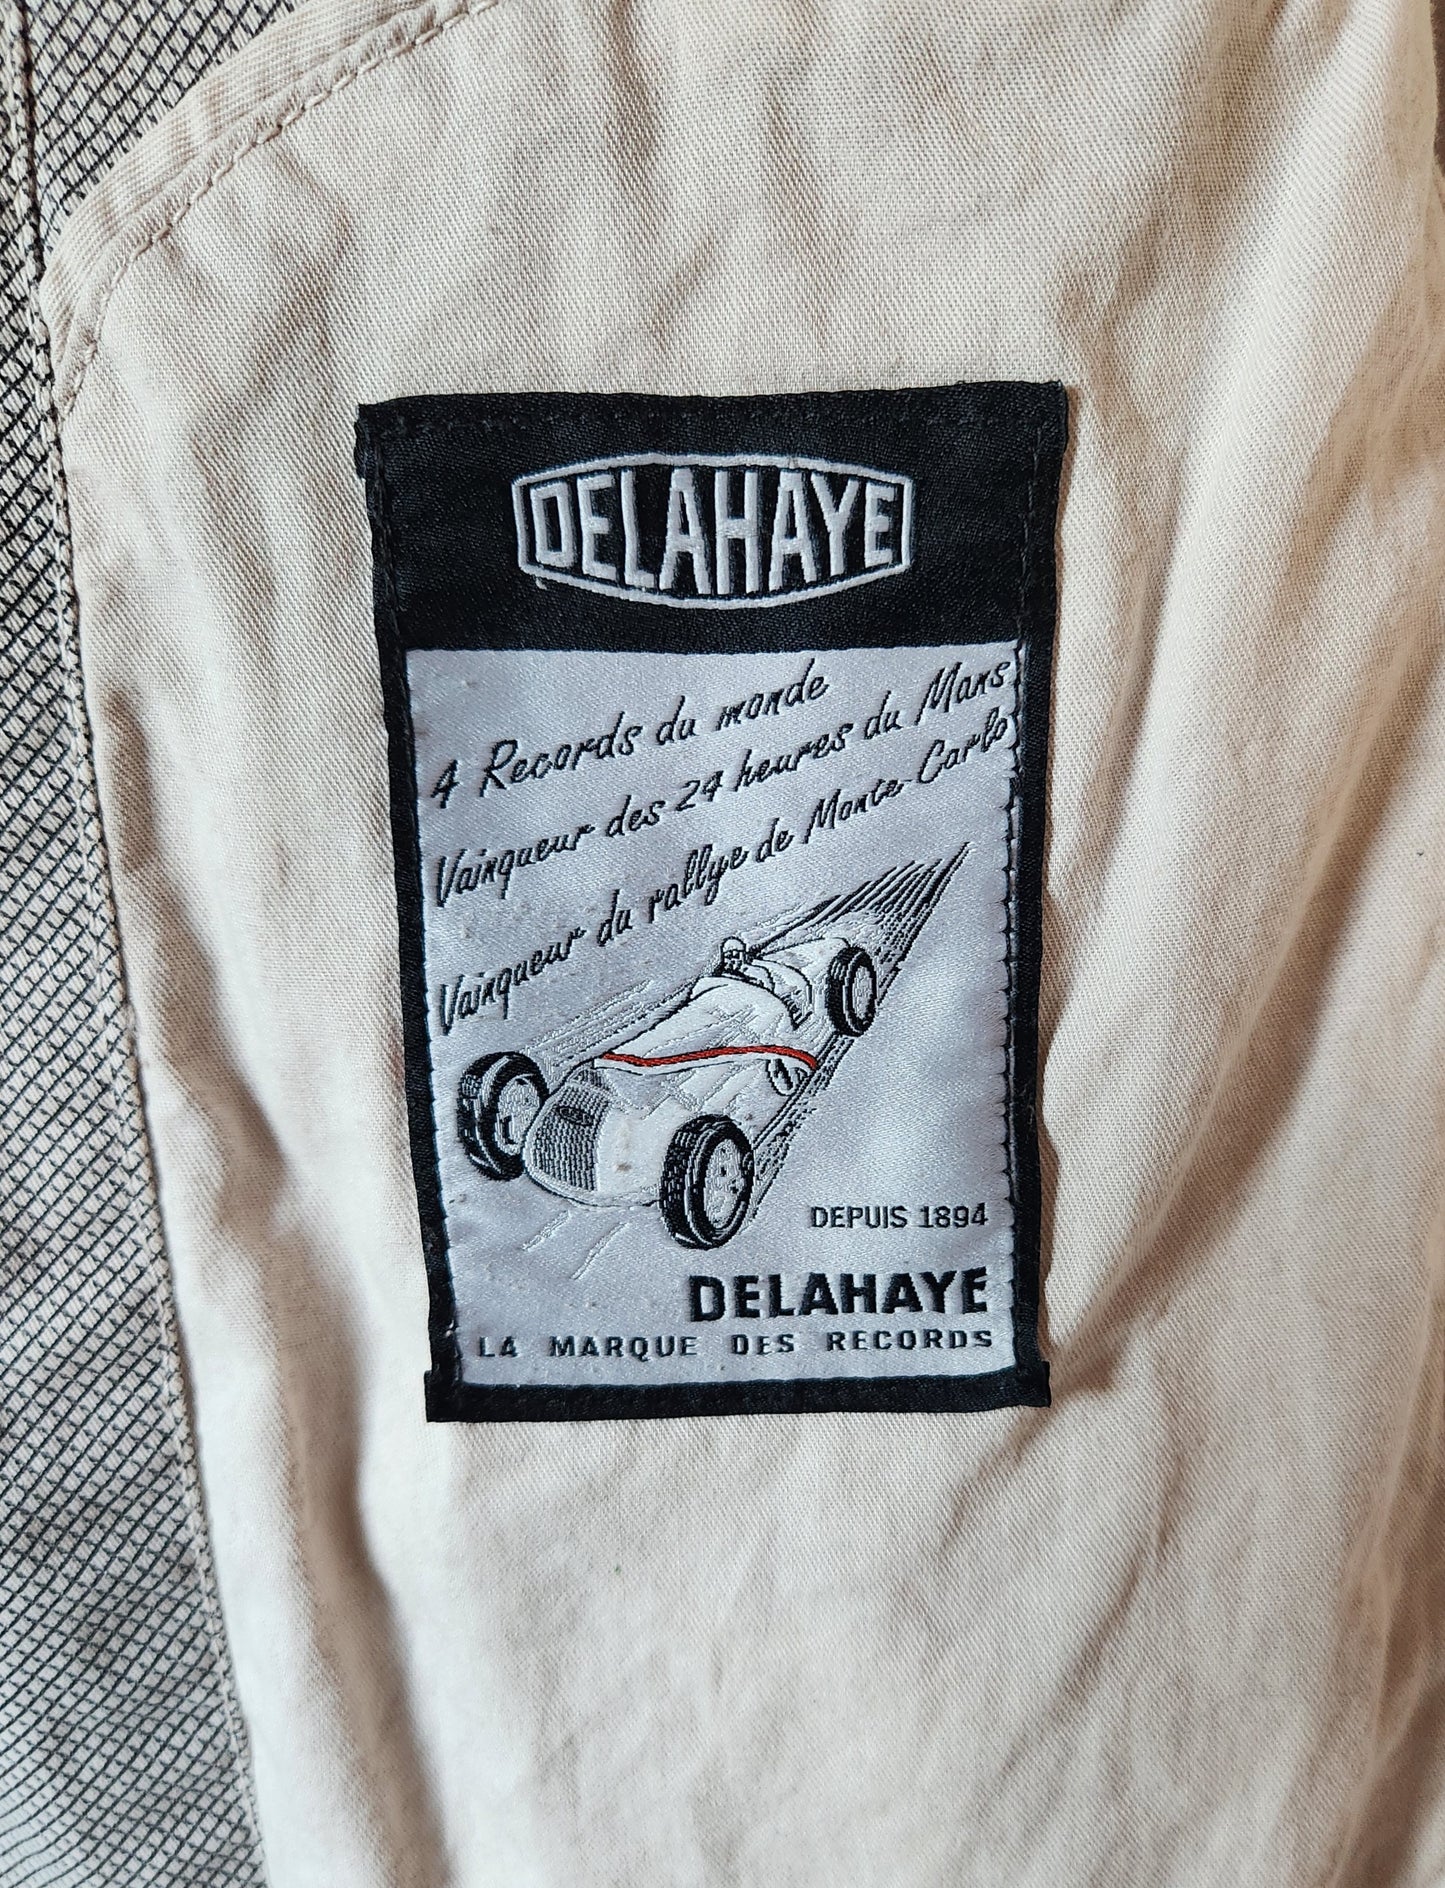 DELAHAYE
4 Records du monde
Vainqueur des 24 heures du Mans
Vainqueur du rallye de Monte-Carlo
DEPUIS 1894
DELAHAYE
LA MARQUE DES RECORDS